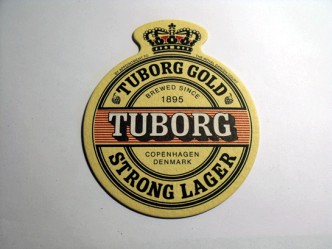 TUBORG GOLD
BREWED SINCE
1895
TUBORG
COPENHAGEN
DENMARK
STRONG LAGER